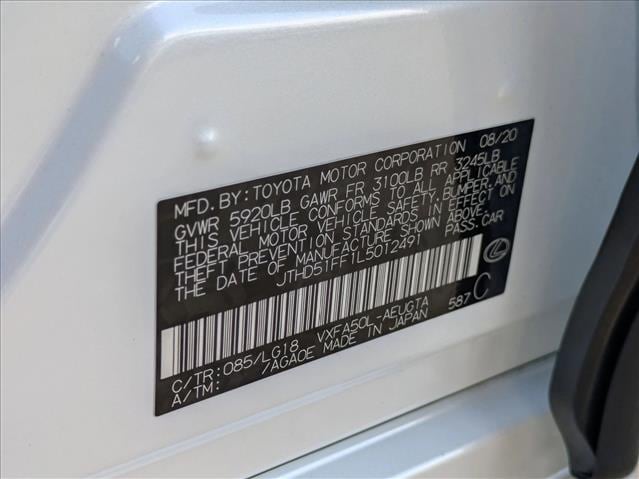 MFD. BY: TOYOTA MOTOR CORPORATION 08/20
GVWR 5920LB GAWR FR 3100LB RR 3245LB
THIS VEHICLE CONFORMS TO ALL APPLICABLE
FEDERAL MOTOR VEHICLE SAFETY, BUMPER, AND
THEFT PREVENTION STANDARDS IN EFFECT ON
THE DATE OF MANUFACTURE SHOWN ABOVE.
JTHD51FF1L5012491 PASS.CAR
C/TR: 085/LG18 VXFA50L-AEUGTA 587 C
A/TM: /AGA0E MADE IN JAPAN